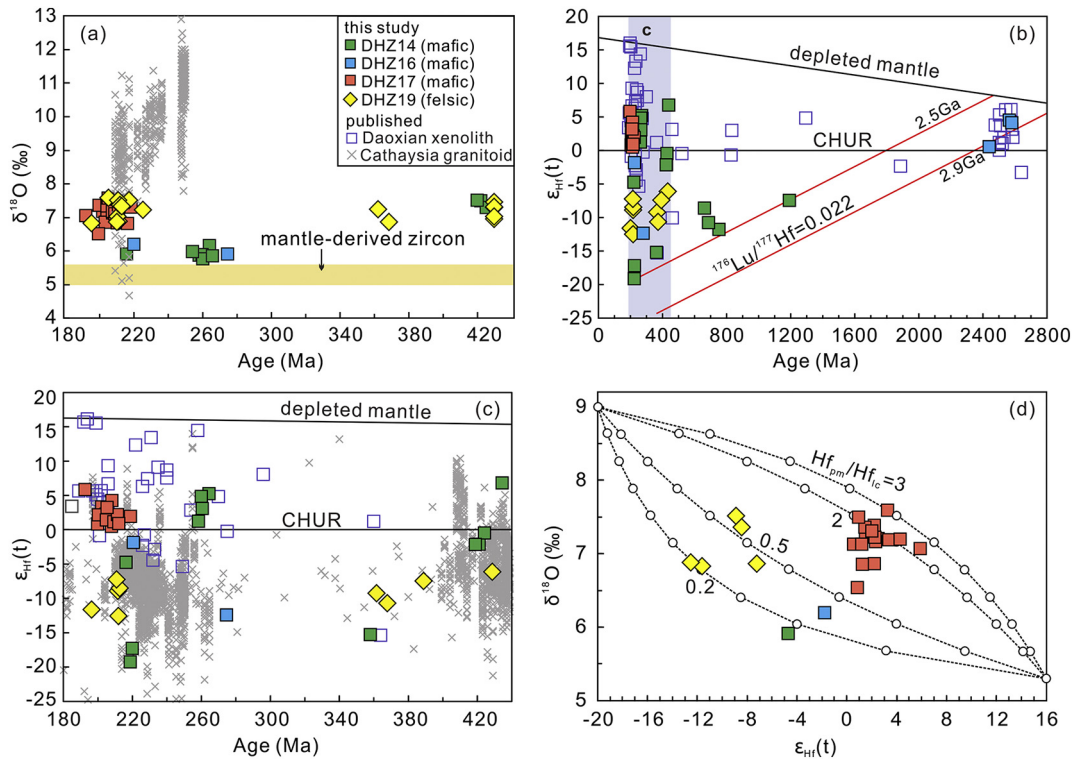 (a)
13
12
11
10
9
8
7
6
5
4
δ¹⁸O (‰)
this study
DHZ14 (mafic)
DHZ16 (mafic)
DHZ17 (mafic)
DHZ19 (felsic)
published
Daoxian xenolith
Cathaysia granitoid
mantle-derived zircon
180 220 260 300 340 380 420
Age (Ma)
(b)
c
20
15
10
5
0
-5
-10
-15
-20
-25
εHf(t)
depleted mantle
2.5Ga
CHUR
2.9Ga
¹⁷⁶Lu/¹⁷⁷Hf=0.022
0 400 800 1200 1600 2000 2400 2800
Age (Ma)
(c)
20
15
10
5
0
-5
-10
-15
-20
-25
εHf(t)
depleted mantle
CHUR
180 220 260 300 340 380 420
Age (Ma)
(d)
9
8
7
6
5
δ¹⁸O (‰)
Hfpm/Hflc=3
2
0.5
0.2
-20 -16 -12 -8 -4 0 4 8 12 16
εHf(t)